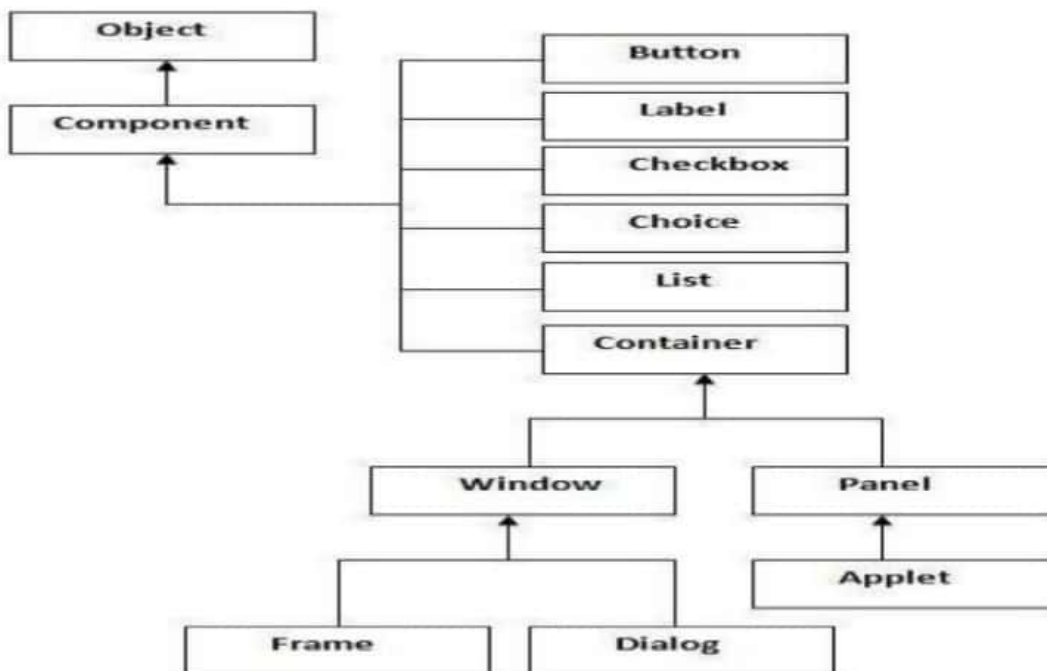 Object
Component
Button
Label
Checkbox
Choice
List
Container
Window
Panel
Applet
Frame
Dialog